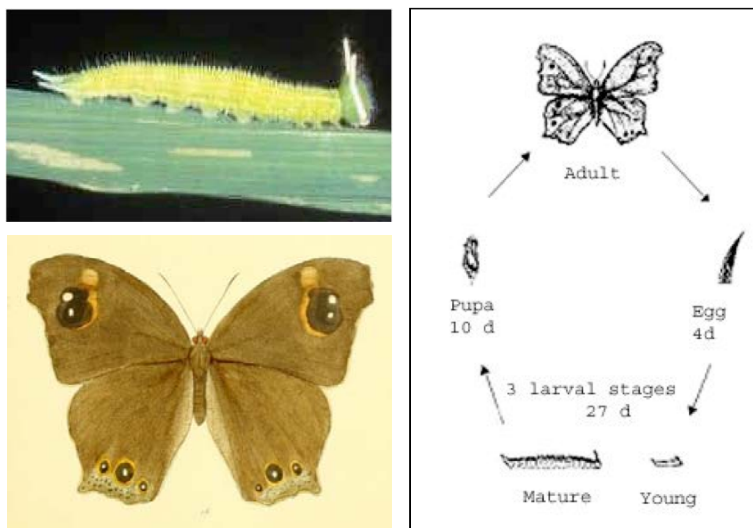 Adult
Pupa
10 d
Egg
4d
3 larval stages
27 d
Mature
Young